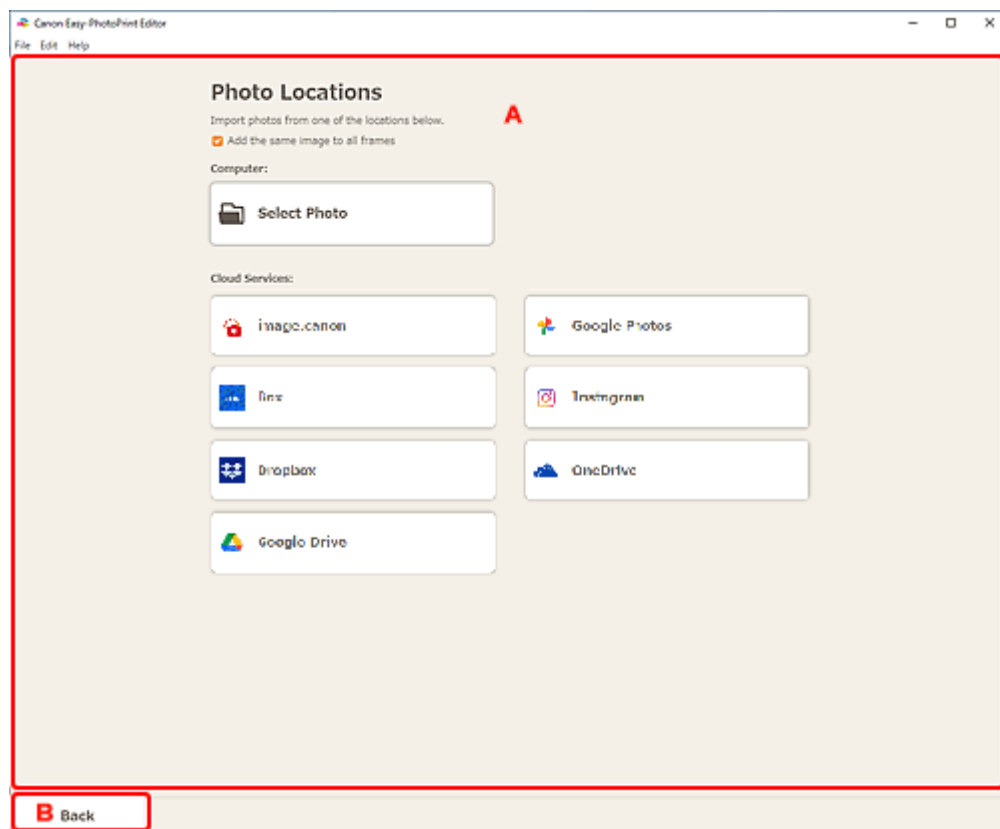 Canon Easy-PhotoPrint Editor
File Edit Help
Photo Locations
A
Import photos from one of the locations below.
Add the same image to all frames
Computer:
Select Photo
Cloud Services:
image.canon
Google Photos
Box
Instagram
Dropbox
OneDrive
Google Drive
B Back